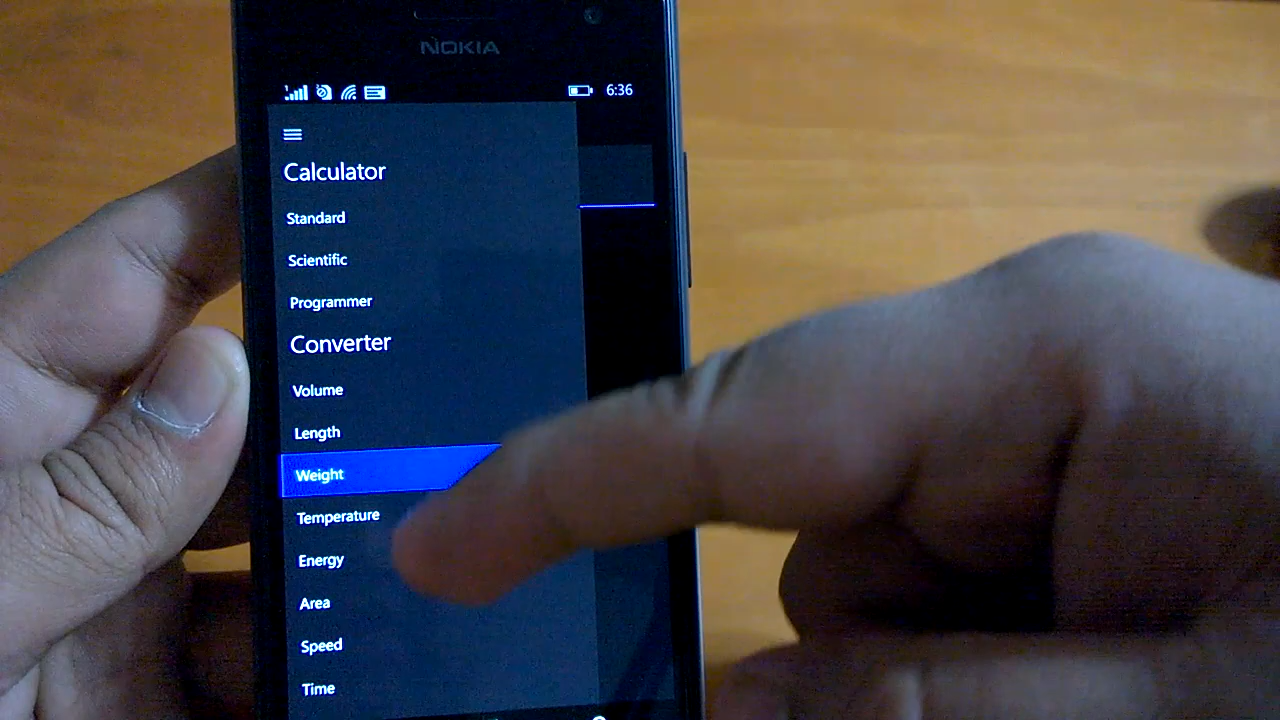 NOKIA
6:36
Calculator
Standard
Scientific
Programmer
Converter
Volume
Length
Weight
Temperature
Energy
Area
Speed
Time